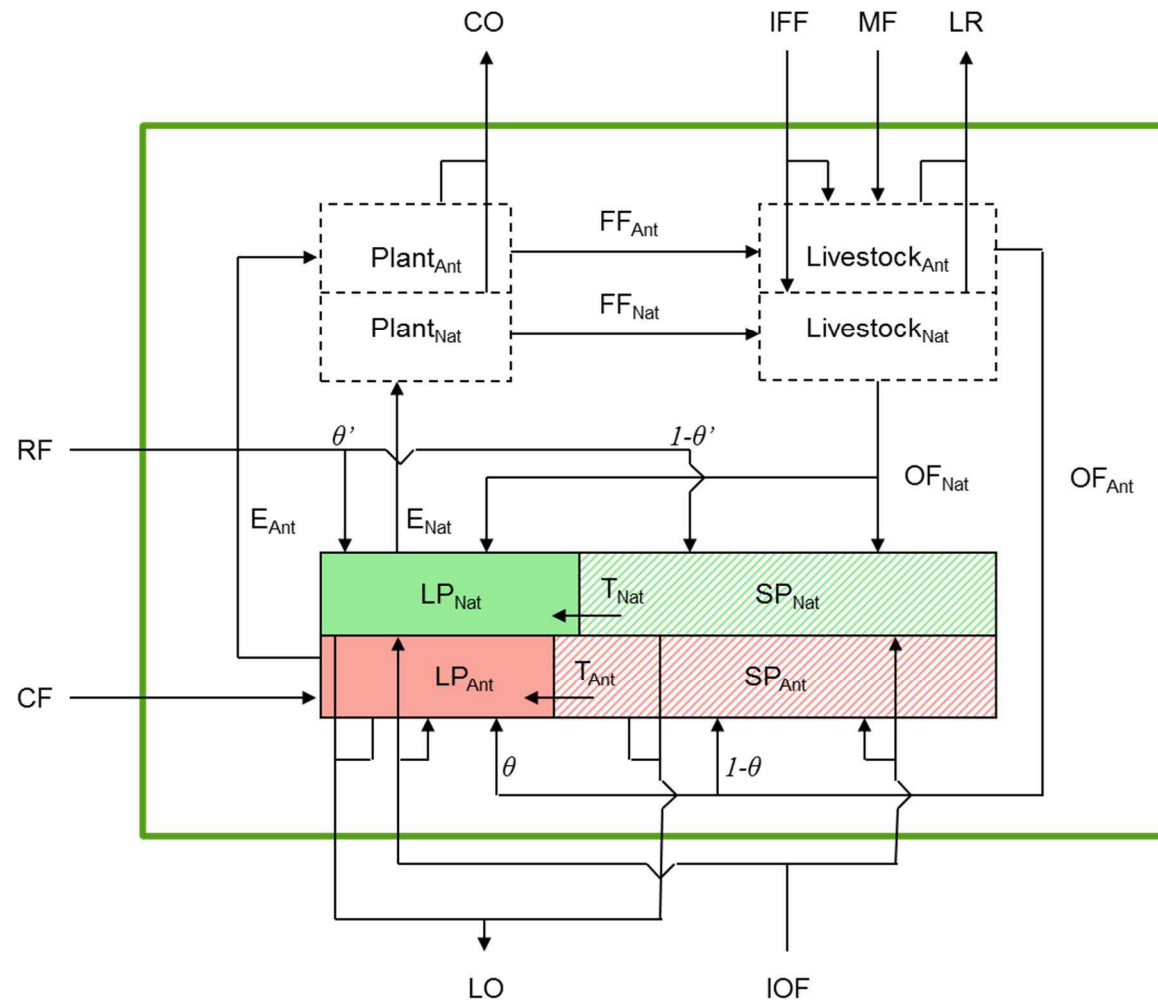 CO IFF MF LR
Plant_Ant FF_Ant Livestock_Ant
Plant_Nat FF_Nat Livestock_Nat
RF θ’ 1-θ’
E_Ant E_Nat OF_Nat OF_Ant
LP_Nat T_Nat SP_Nat
CF LP_Ant T_Ant SP_Ant
θ 1-θ
LO IOF